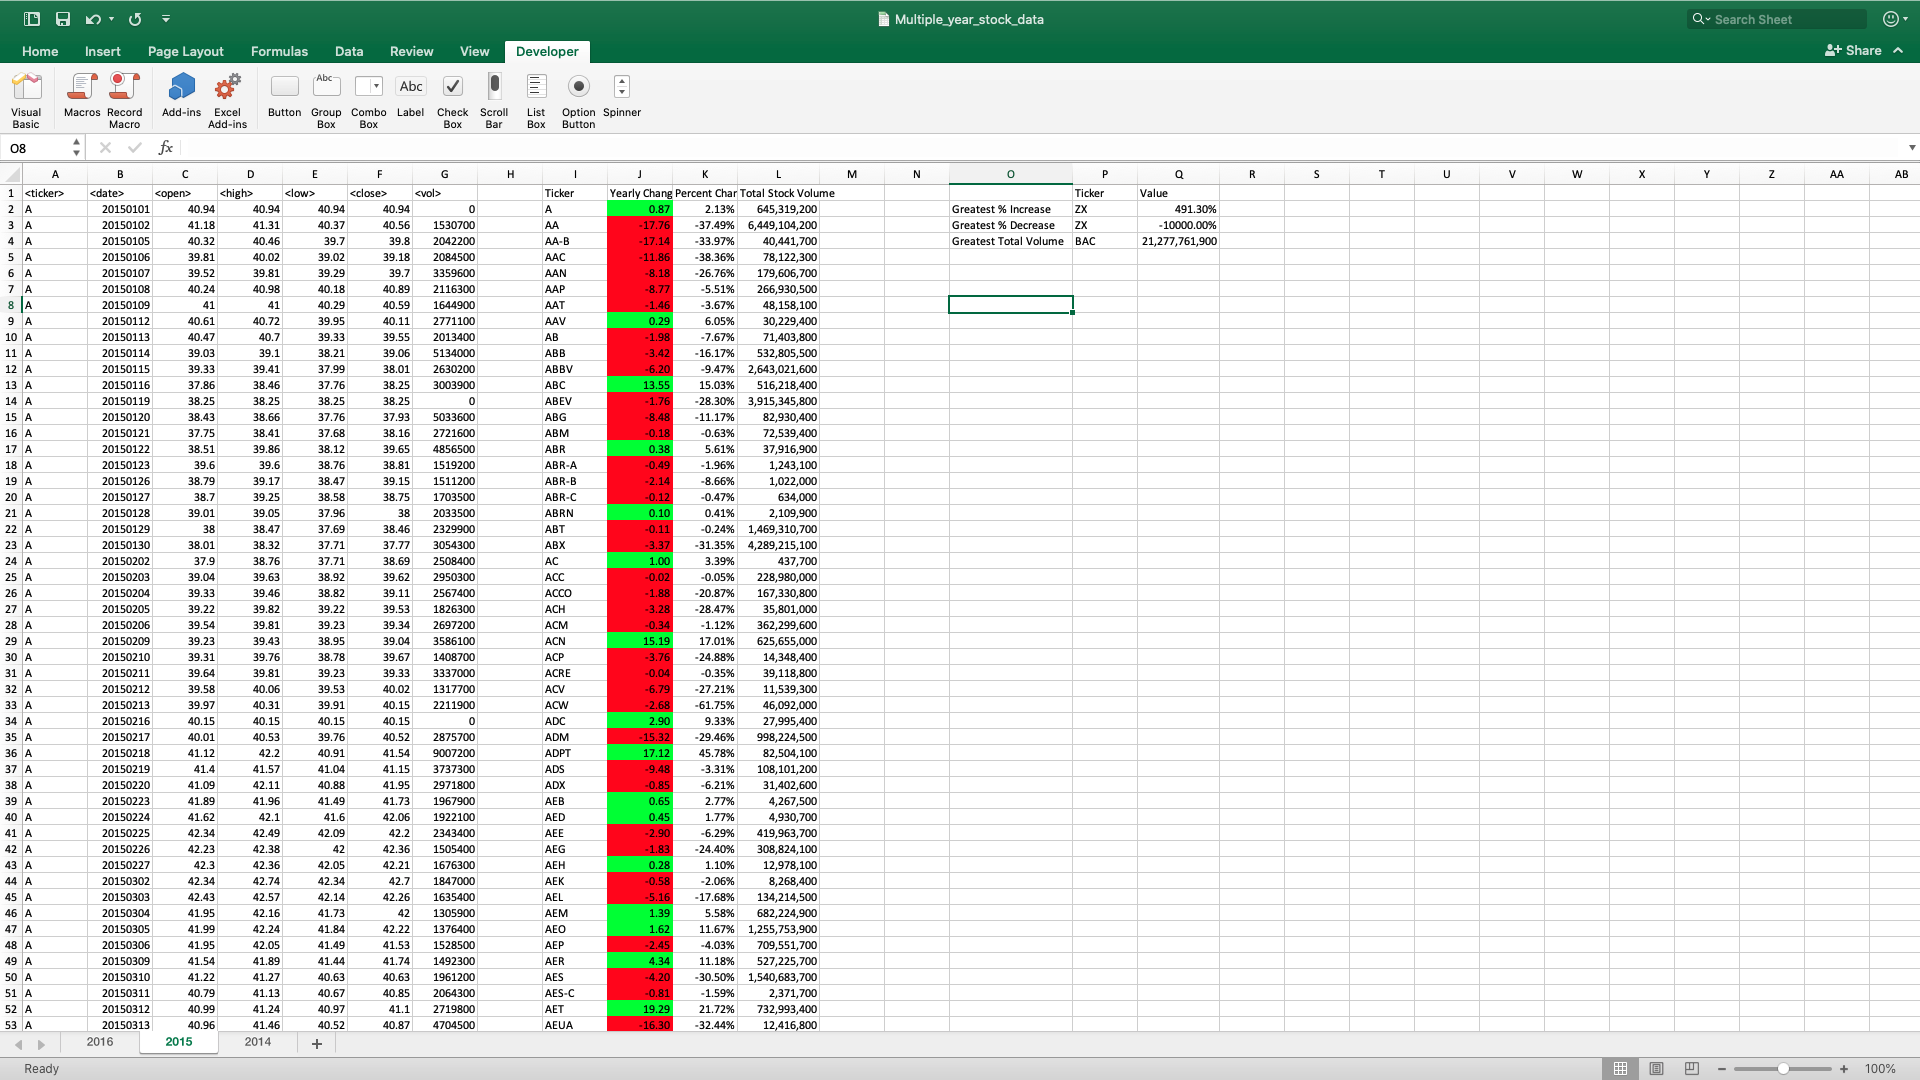 Multiple_year_stock_data
Search Sheet
Home Insert Page Layout Formulas Data Review View Developer
Share
Visual Basic Macros Record Macro Add-ins Excel Add-ins Button Group Box Combo Box Label Check Box Scroll Bar List Box Option Button Spinner
Abc Abc
O8 fx
A B C D E F G H I J K L M N O P Q R S T U V W X Y Z AA AB
1 <ticker> <date> <open> <high> <low> <close> <vol> Ticker Yearly Chang Percent Char Total Stock Volume Ticker Value
2 A 20150101 40.94 40.94 40.94 40.94 0 A 0.87 2.13% 645,319,200 Greatest % Increase ZX 491.30%
3 A 20150102 41.18 41.31 40.37 40.56 1530700 AA -17.76 -37.49% 6,449,104,200 Greatest % Decrease ZX -10000.00%
4 A 20150105 40.32 40.46 39.7 39.8 2042200 AA-B -17.14 -33.97% 40,441,700 Greatest Total Volume BAC 21,277,761,900
5 A 20150106 39.81 40.02 39.02 39.18 2084500 AAC -11.86 -38.36% 78,122,300
6 A 20150107 39.52 39.81 39.29 39.7 3359600 AAN -8.18 -26.76% 179,606,700
7 A 20150108 40.24 40.98 40.18 40.89 2116300 AAP -8.77 -5.51% 266,930,500
8 A 20150109 41 41 40.29 40.59 1644900 AAT -1.46 -3.67% 48,158,100
9 A 20150112 40.61 40.72 39.95 40.11 2771100 AAV 0.29 6.05% 30,229,400
10 A 20150113 40.47 40.7 39.33 39.55 2013400 AB -1.98 -7.67% 71,403,800
11 A 20150114 39.03 39.1 38.21 39.06 5134000 ABB -3.42 -16.17% 532,805,500
12 A 20150115 39.33 39.41 37.99 38.01 2630200 ABBV -6.20 -9.47% 2,643,021,600
13 A 20150116 37.86 38.46 37.76 38.25 3003900 ABC 13.55 15.03% 516,218,400
14 A 20150119 38.25 38.25 38.25 38.25 0 ABEV -1.76 -28.30% 3,915,345,800
15 A 20150120 38.43 38.66 37.76 37.93 5033600 ABG -8.48 -11.17% 82,930,400
16 A 20150121 37.75 38.41 37.68 38.16 2721600 ABM -0.18 -0.63% 72,539,400
17 A 20150122 38.51 39.86 38.12 39.65 4856500 ABR 0.38 5.61% 37,916,900
18 A 20150123 39.6 39.6 38.76 38.81 1519200 ABR-A -0.49 -1.96% 1,243,100
19 A 20150126 38.79 39.17 38.47 39.15 1511200 ABR-B -2.14 -8.66% 1,022,000
20 A 20150127 38.7 39.25 38.58 38.75 1703500 ABR-C -0.12 -0.47% 634,000
21 A 20150128 39.01 39.05 37.96 38 2033500 ABRN 0.10 0.41% 2,109,900
22 A 20150129 38 38.47 37.69 38.46 2329900 ABT -0.11 -0.24% 1,469,310,700
23 A 20150130 38.01 38.32 37.71 37.77 3054300 ABX -3.37 -31.35% 4,289,215,100
24 A 20150202 37.9 38.76 37.71 38.69 2508400 AC 1.00 3.39% 437,700
25 A 20150203 39.04 39.63 38.92 39.62 2950300 ACC -0.02 -0.05% 228,980,000
26 A 20150204 39.33 39.46 38.82 39.11 2567400 ACCO -1.88 -20.87% 167,330,800
27 A 20150205 39.22 39.82 39.22 39.53 1826300 ACH -3.28 -28.47% 35,801,000
28 A 20150206 39.54 39.81 39.23 39.34 2697200 ACM -0.34 -1.12% 362,299,600
29 A 20150209 39.23 39.43 38.95 39.04 3586100 ACN 15.19 17.01% 625,655,000
30 A 20150210 39.31 39.76 38.78 39.67 1408700 ACP -3.76 -24.88% 14,348,400
31 A 20150211 39.64 39.81 39.23 39.33 3337000 ACRE -0.04 -0.35% 39,118,800
32 A 20150212 39.58 40.06 39.53 40.02 1317700 ACV -6.79 -27.21% 11,539,300
33 A 20150213 39.97 40.31 39.91 40.15 2211900 ACW -2.68 -61.75% 46,092,000
34 A 20150216 40.15 40.15 40.15 40.15 0 ADC 2.90 9.33% 27,995,400
35 A 20150217 40.01 40.53 39.76 40.52 2875700 ADM -15.32 -29.46% 998,224,500
36 A 20150218 41.12 42.2 40.91 41.54 9007200 ADPT 17.12 45.78% 82,504,100
37 A 20150219 41.4 41.57 41.04 41.15 3737300 ADS -9.48 -3.31% 108,101,200
38 A 20150220 41.09 42.11 40.88 41.95 2971800 ADX -0.85 -6.21% 31,402,600
39 A 20150223 41.89 41.96 41.49 41.73 1967900 AEB 0.65 2.77% 4,267,500
40 A 20150224 41.62 42.1 41.6 42.06 1922100 AED 0.45 1.77% 4,930,700
41 A 20150225 42.34 42.49 42.09 42.2 2343400 AEE -2.90 -6.29% 419,963,700
42 A 20150226 42.23 42.38 42 42.36 1505400 AEG -1.83 -24.40% 308,824,100
43 A 20150227 42.3 42.36 42.05 42.21 1676300 AEH 0.28 1.10% 12,978,100
44 A 20150302 42.34 42.74 42.34 42.7 1847000 AEK -0.58 -2.06% 8,268,400
45 A 20150303 42.43 42.57 42.14 42.26 1635400 AEL -5.16 -17.68% 134,214,500
46 A 20150304 41.95 42.16 41.73 42 1305900 AEM 1.39 5.58% 682,224,900
47 A 20150305 41.99 42.24 41.84 42.22 1376400 AEO 1.62 11.67% 1,255,753,900
48 A 20150306 41.95 42.05 41.49 41.53 1528500 AEP -2.45 -4.03% 709,551,700
49 A 20150309 41.54 41.89 41.44 41.74 1492300 AER 4.34 11.18% 527,225,700
50 A 20150310 41.22 41.27 40.63 40.63 1961200 AES -4.20 -30.50% 1,540,683,700
51 A 20150311 40.79 41.13 40.67 40.85 2064300 AES-C -0.81 -1.59% 2,371,700
52 A 20150312 40.99 41.24 40.97 41.1 2719800 AET 19.29 21.72% 732,993,400
53 A 20150313 40.96 41.46 40.52 40.87 4704500 AEUA -16.30 -32.44% 12,416,800
2016 2015 2014 +
Ready 100%